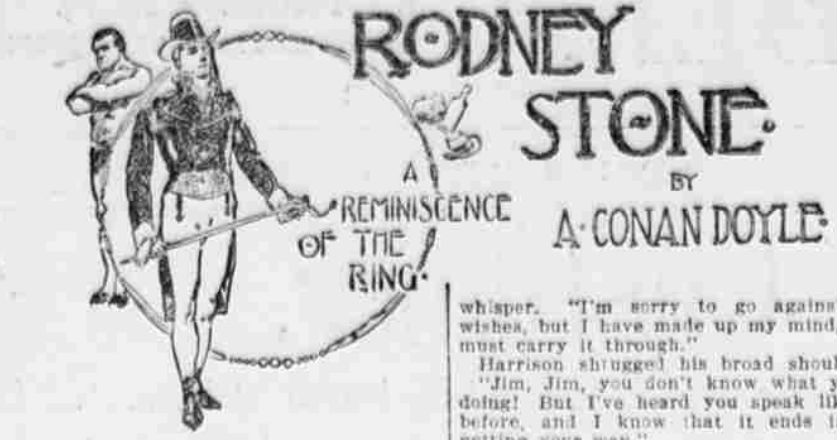 RODNEY
STONE
BY
A. CONAN DOYLE.
A
REMINISCENCE
OF THE
RING.
whisper. "I'm sorry to go agains
wishes, but I have made up my mind,
must carry it through."
Harrison shrugged his broad shoul
"Jim, Jim, you don't know what y
doing! But I've heard you speak lik
before, and I know that it ends i